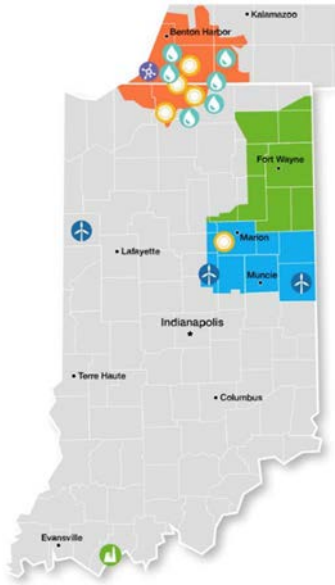 Kalamazoo
Benton Harbor
Fort Wayne
Marion
Lafayette
Muncie
Indianapolis
Terre Haute
Columbus
Evansville